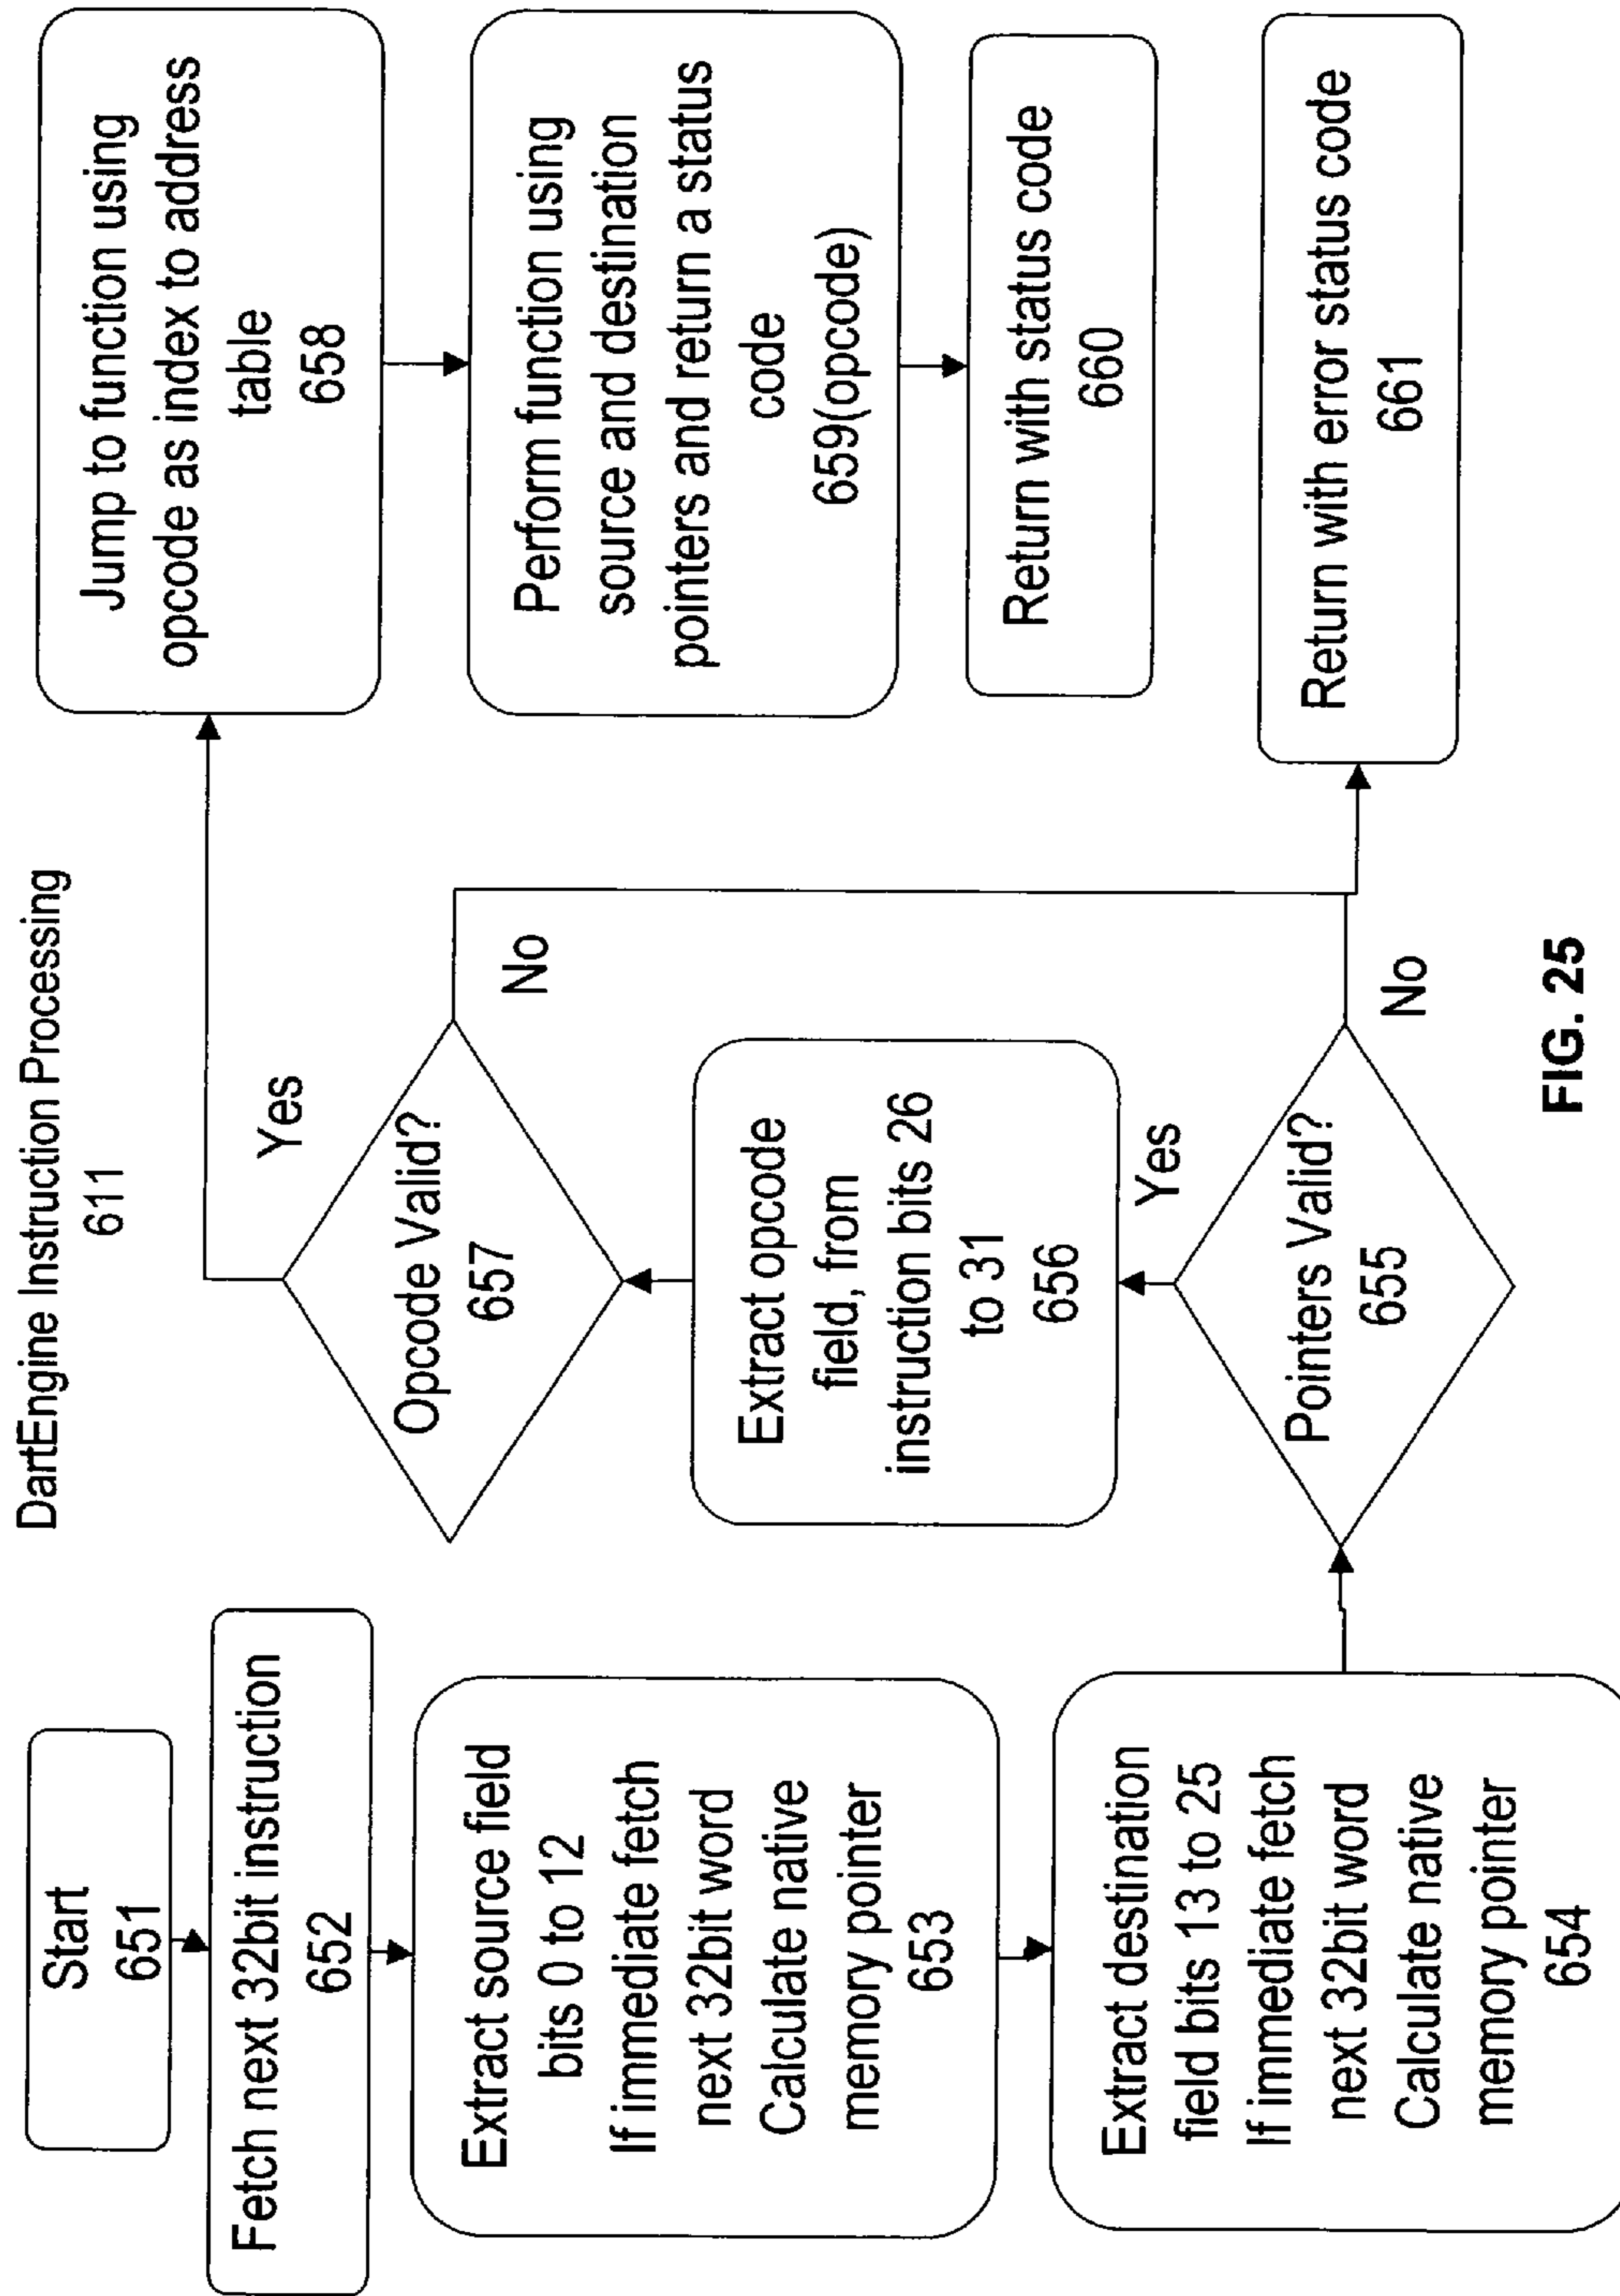 DartEngine Instruction Processing
611
Start
651
Fetch next 32bit instruction
652
Extract source field
bits 0 to 12
If immediate fetch
next 32bit word
Calculate native
memory pointer
653
Extract destination
field bits 13 to 25
If immediate fetch
next 32bit word
Calculate native
memory pointer
654
Pointers Valid?
655
Yes
No
Extract opcode
field, from
instruction bits 26
to 31
656
Opcode Valid?
657
Yes
No
Jump to function using
opcode as index to address
table
658
Perform function using
source and destination
pointers and return a status
code
659(opcode)
Return with status code
660
Return with error status code
661
FIG. 25